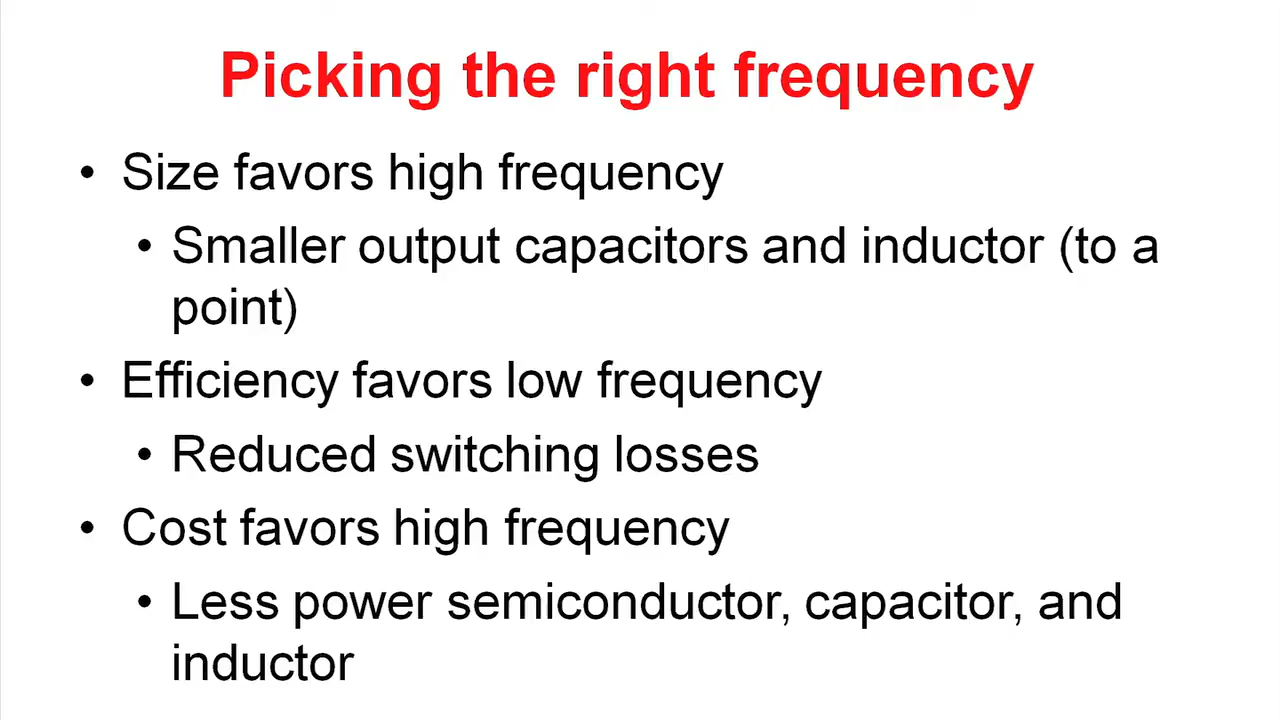 Picking the right frequency
• Size favors high frequency
• Smaller output capacitors and inductor (to a
point)
• Efficiency favors low frequency
• Reduced switching losses
• Cost favors high frequency
• Less power semiconductor, capacitor, and
inductor